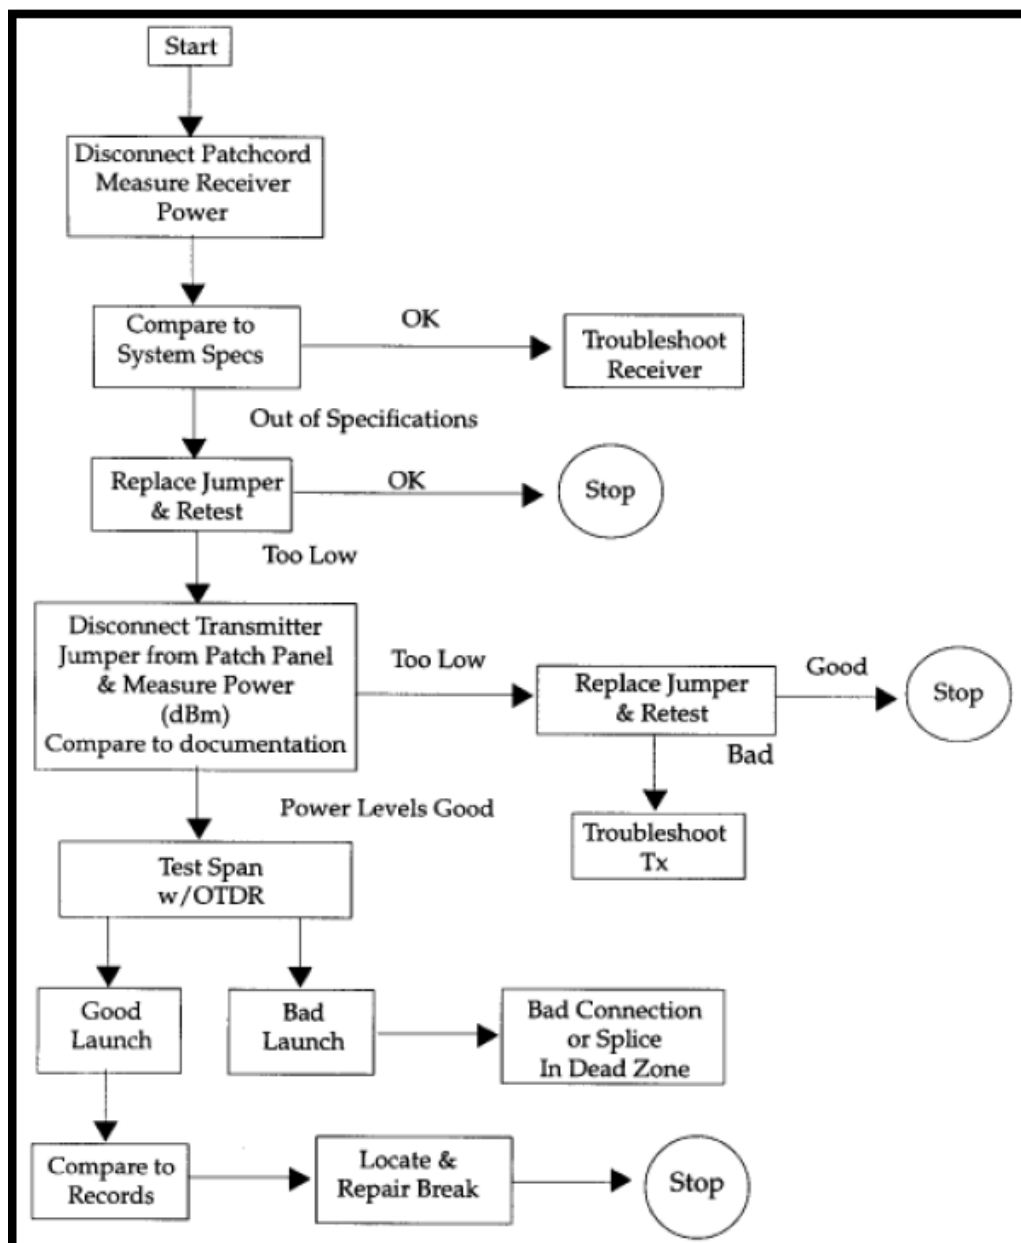 Start
Disconnect Patchcord
Measure Receiver
Power
Compare to
System Specs
OK
Troubleshoot
Receiver
Out of Specifications
Replace Jumper
& Retest
OK
Stop
Too Low
Disconnect Transmitter
Jumper from Patch Panel
& Measure Power
(dBm)
Compare to documentation
Too Low
Replace Jumper
& Retest
Good
Stop
Bad
Troubleshoot
Tx
Power Levels Good
Test Span
w/OTDR
Good
Launch
Bad
Launch
Bad Connection
or Splice
In Dead Zone
Compare to
Records
Locate &
Repair Break
Stop